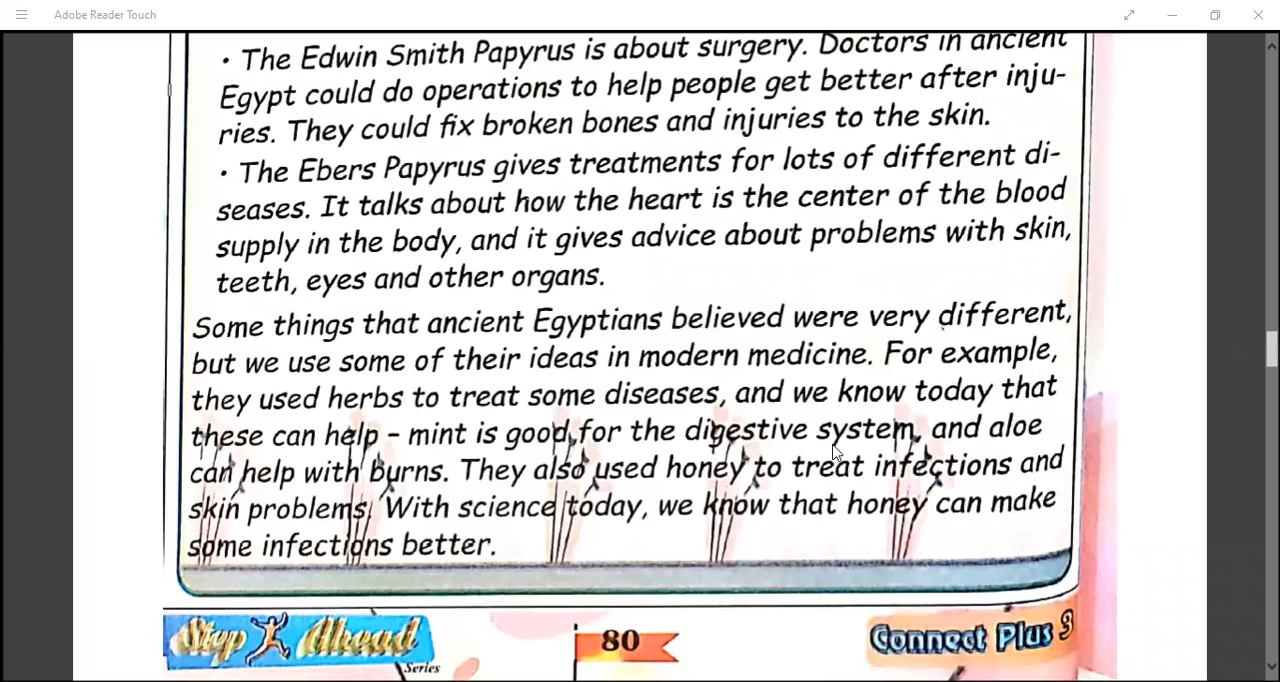 Adobe Reader Touch
• The Edwin Smith Papyrus is about surgery. Doctors in ancient
Egypt could do operations to help people get better after inju-
ries. They could fix broken bones and injuries to the skin.
• The Ebers Papyrus gives treatments for lots of different di-
seases. It talks about how the heart is the center of the blood
supply in the body, and it gives advice about problems with skin,
teeth, eyes and other organs.
Some things that ancient Egyptians believed were very different,
but we use some of their ideas in modern medicine. For example,
they used herbs to treat some diseases, and we know today that
these can help - mint is good for the digestive system, and aloe
can help with burns. They also used honey to treat infections and
skin problems. With science today, we know that honey can make
some infections better.
Step Ahead
Series
80
Connect Plus 3